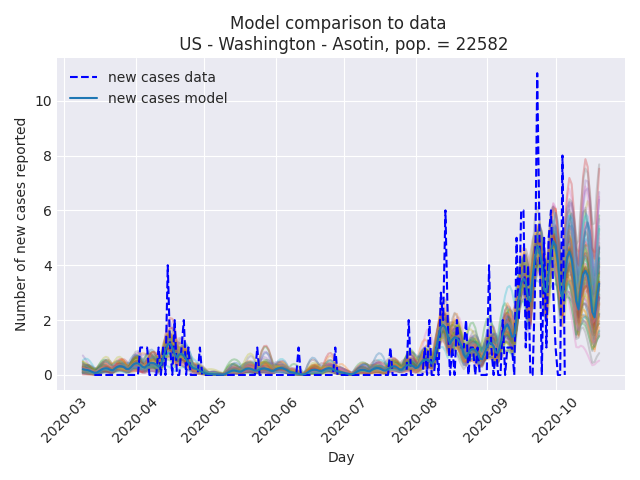 Model comparison to data
US - Washington - Asotin, pop. = 22582
new cases data
new cases model
Number of new cases reported
10
8
6
4
2
0
2020-03
2020-04
2020-05
2020-06
2020-07
2020-08
2020-09
2020-10
Day